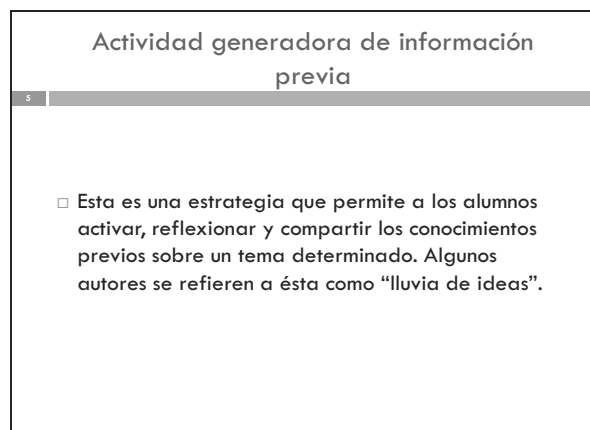 Actividad generadora de información
previa
5
Esta es una estrategia que permite a los alumnos
activar, reflexionar y compartir los conocimientos
previos sobre un tema determinado. Algunos
autores se refieren a ésta como “lluvia de ideas”.